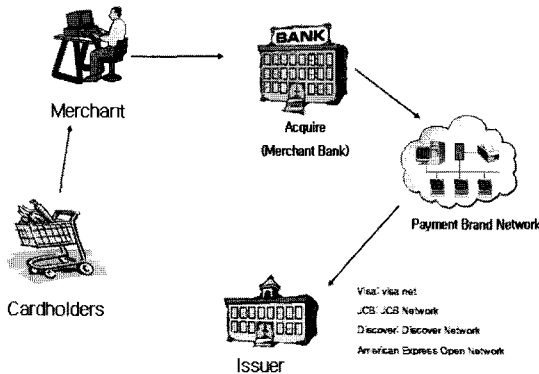 BANK
Merchant
Acquire
(Merchant Bank)
Payment Brand Network
Cardholders
Issuer
Visa: visa net
JCB: JCB Network
Discover: Discover Network
American Express Open Network